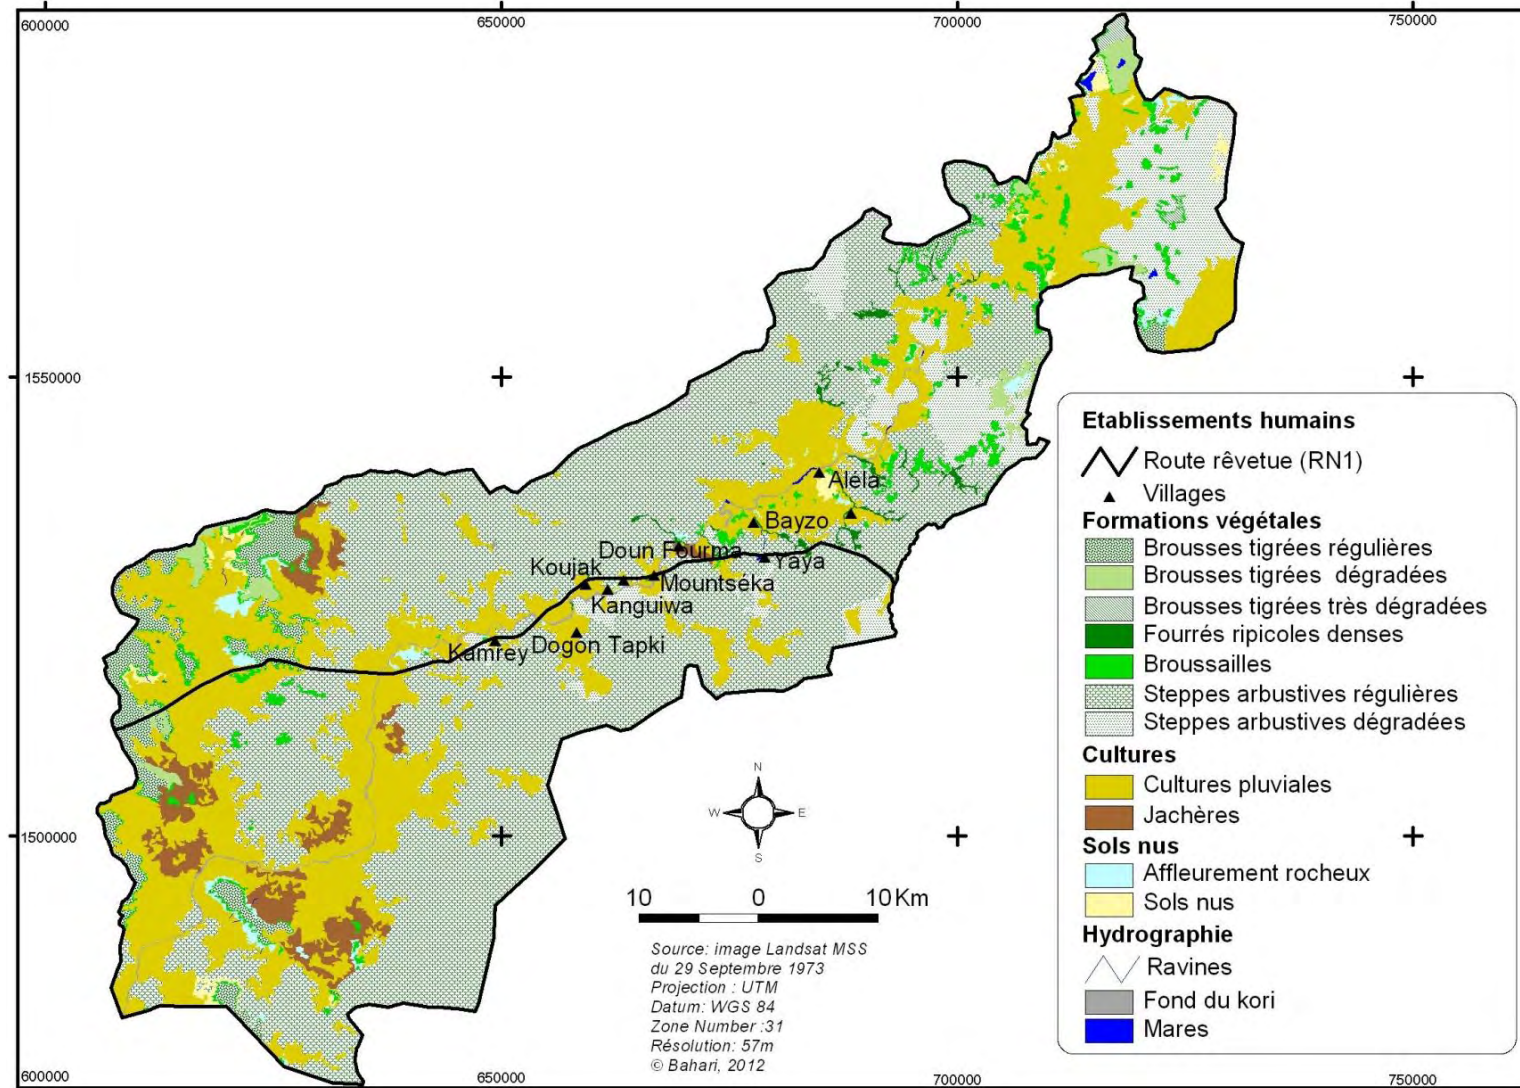 600000
650000
700000
750000
1550000
Aléla
Bayzo
Doun Fourma
Yaya
Koujak
Mountséka
Kanguiwa
Kamrey
Dogon Tapki
1500000
N
W
E
S
10
0
10 Km
Source: image Landsat MSS
du 29 Septembre 1973
Projection : UTM
Datum: WGS 84
Zone Number :31
Résolution: 57m
© Bahari, 2012
Etablissements humains
Route rêvetue (RN1)
Villages
Formations végétales
Brousses tigrées régulières
Brousses tigrées dégradées
Brousses tigrées très dégradées
Fourrés ripicoles denses
Broussailles
Steppes arbustives régulières
Steppes arbustives dégradées
Cultures
Cultures pluviales
Jachères
Sols nus
Affleurement rocheux
Sols nus
Hydrographie
Ravines
Fond du kori
Mares
600000
650000
700000
750000